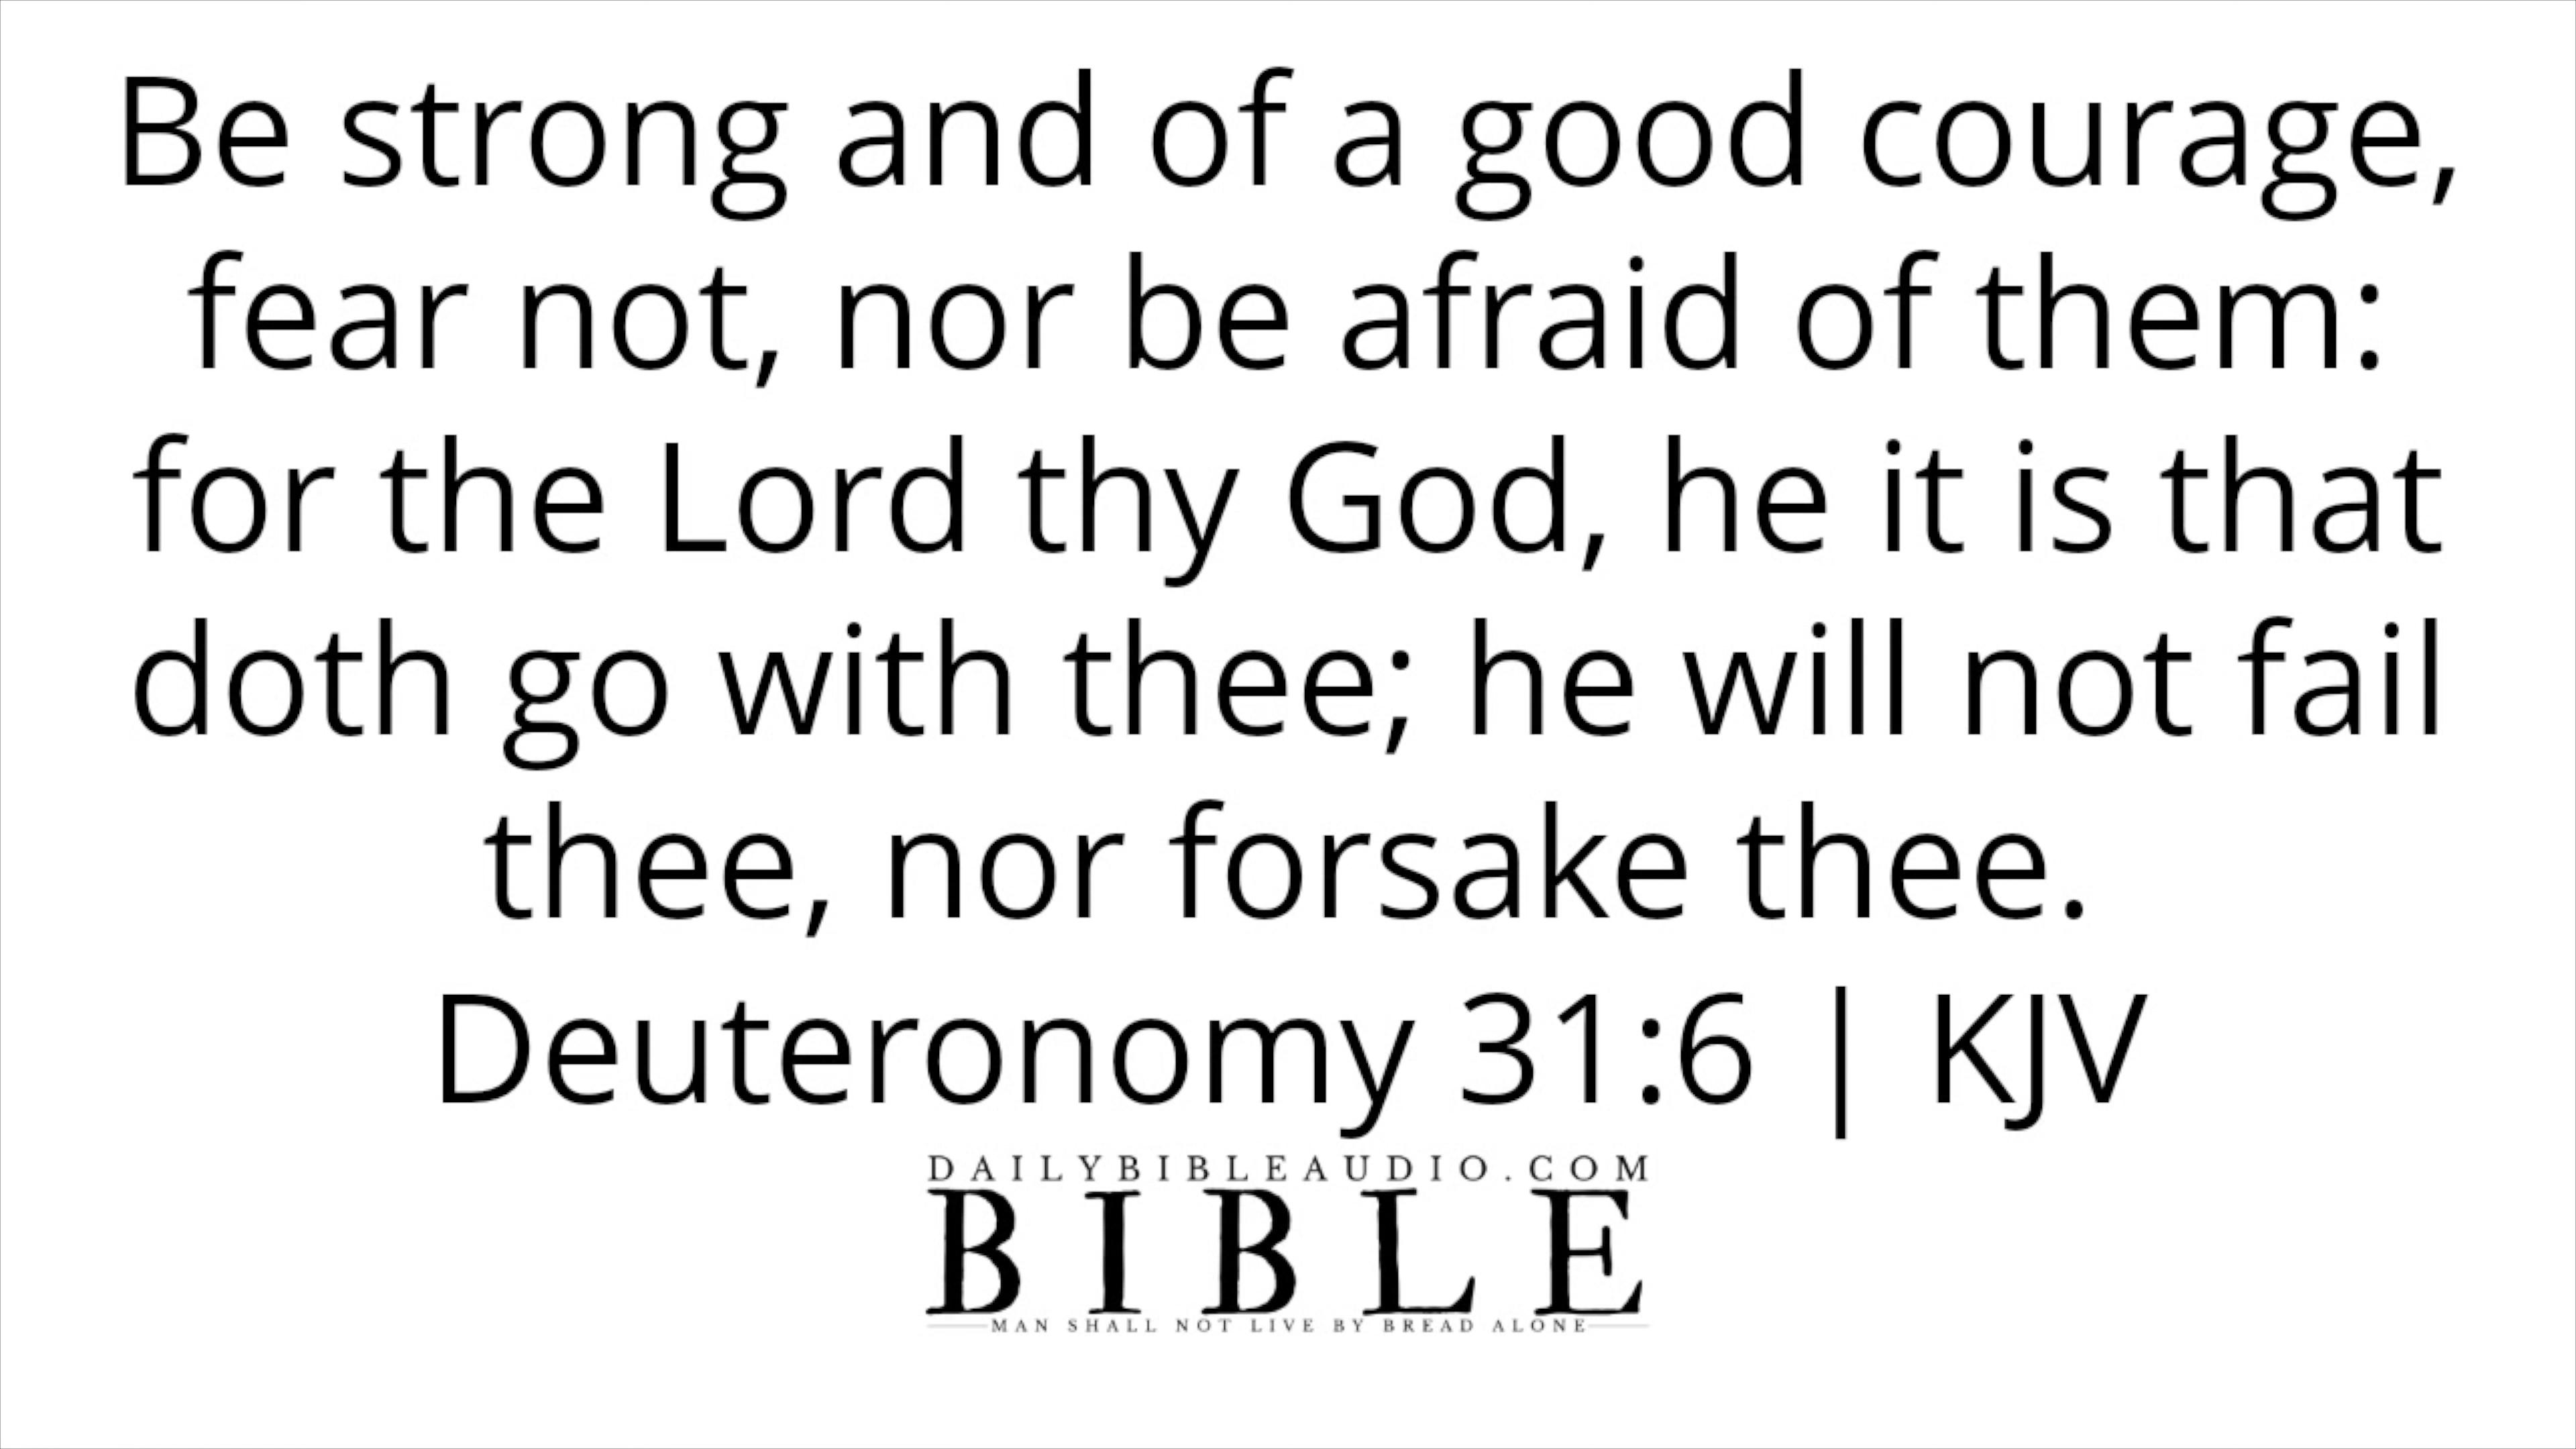 Be strong and of a good courage,
fear not, nor be afraid of them:
for the Lord thy God, he it is that
doth go with thee; he will not fail
thee, nor forsake thee.
Deuteronomy 31:6 | KJV
DAILYBIBLEAUDIO.COM
BIBLE
MAN SHALL NOT LIVE BY BREAD ALONE